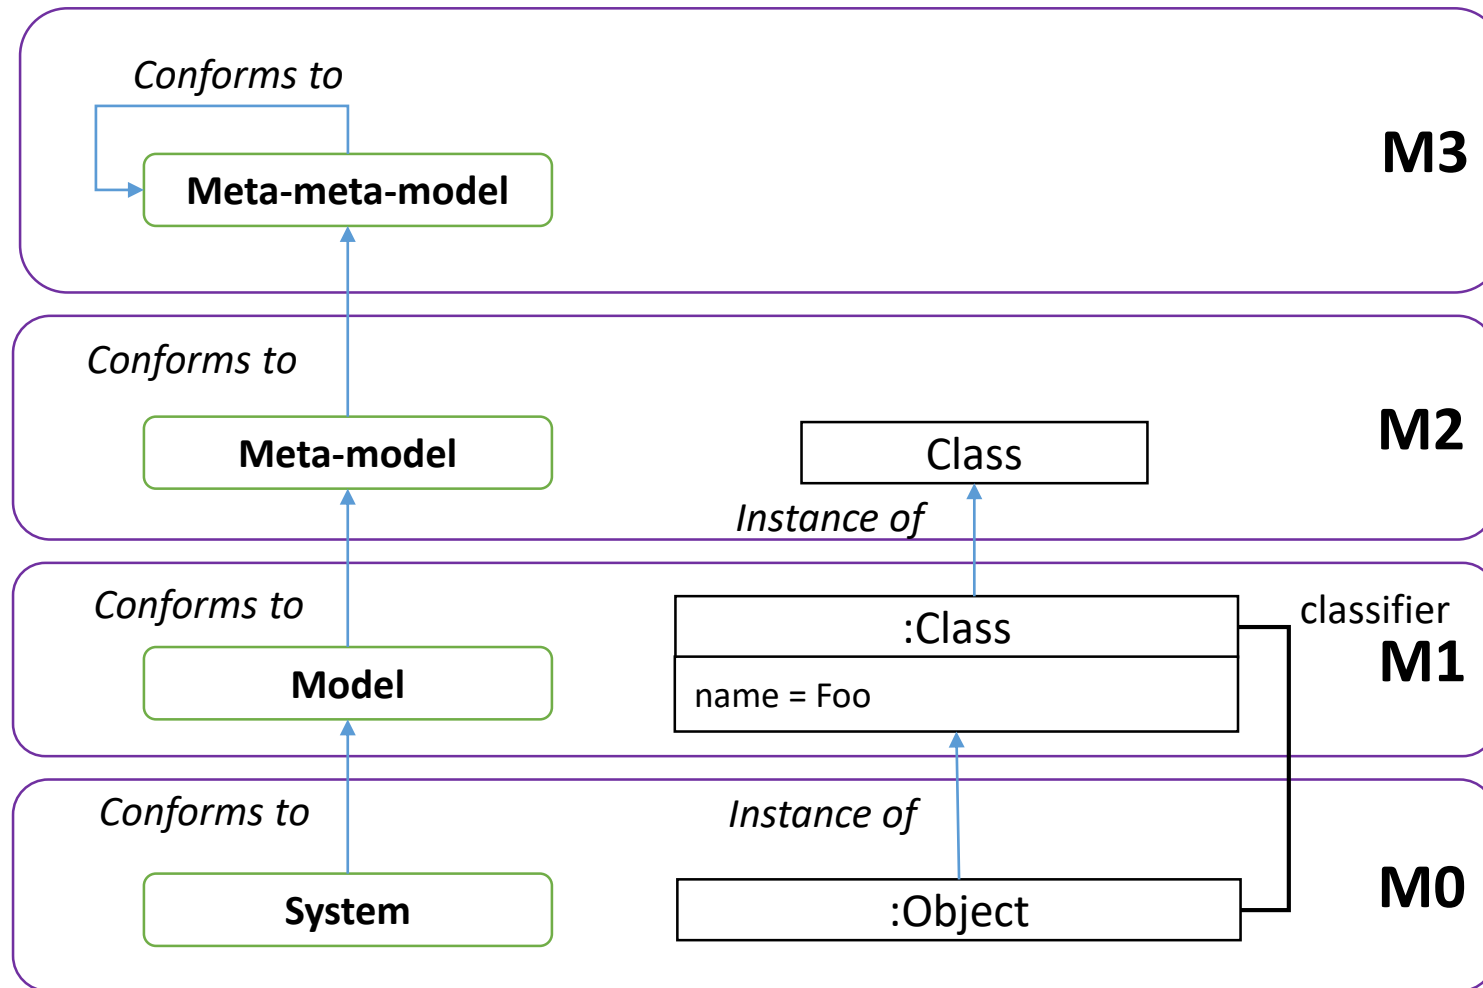 Conforms to
M3
Meta-meta-model
Conforms to
M2
Meta-model
Class
Instance of
Conforms to
classifier
:Class
M1
Model
name = Foo
Conforms to
Instance of
M0
System
:Object